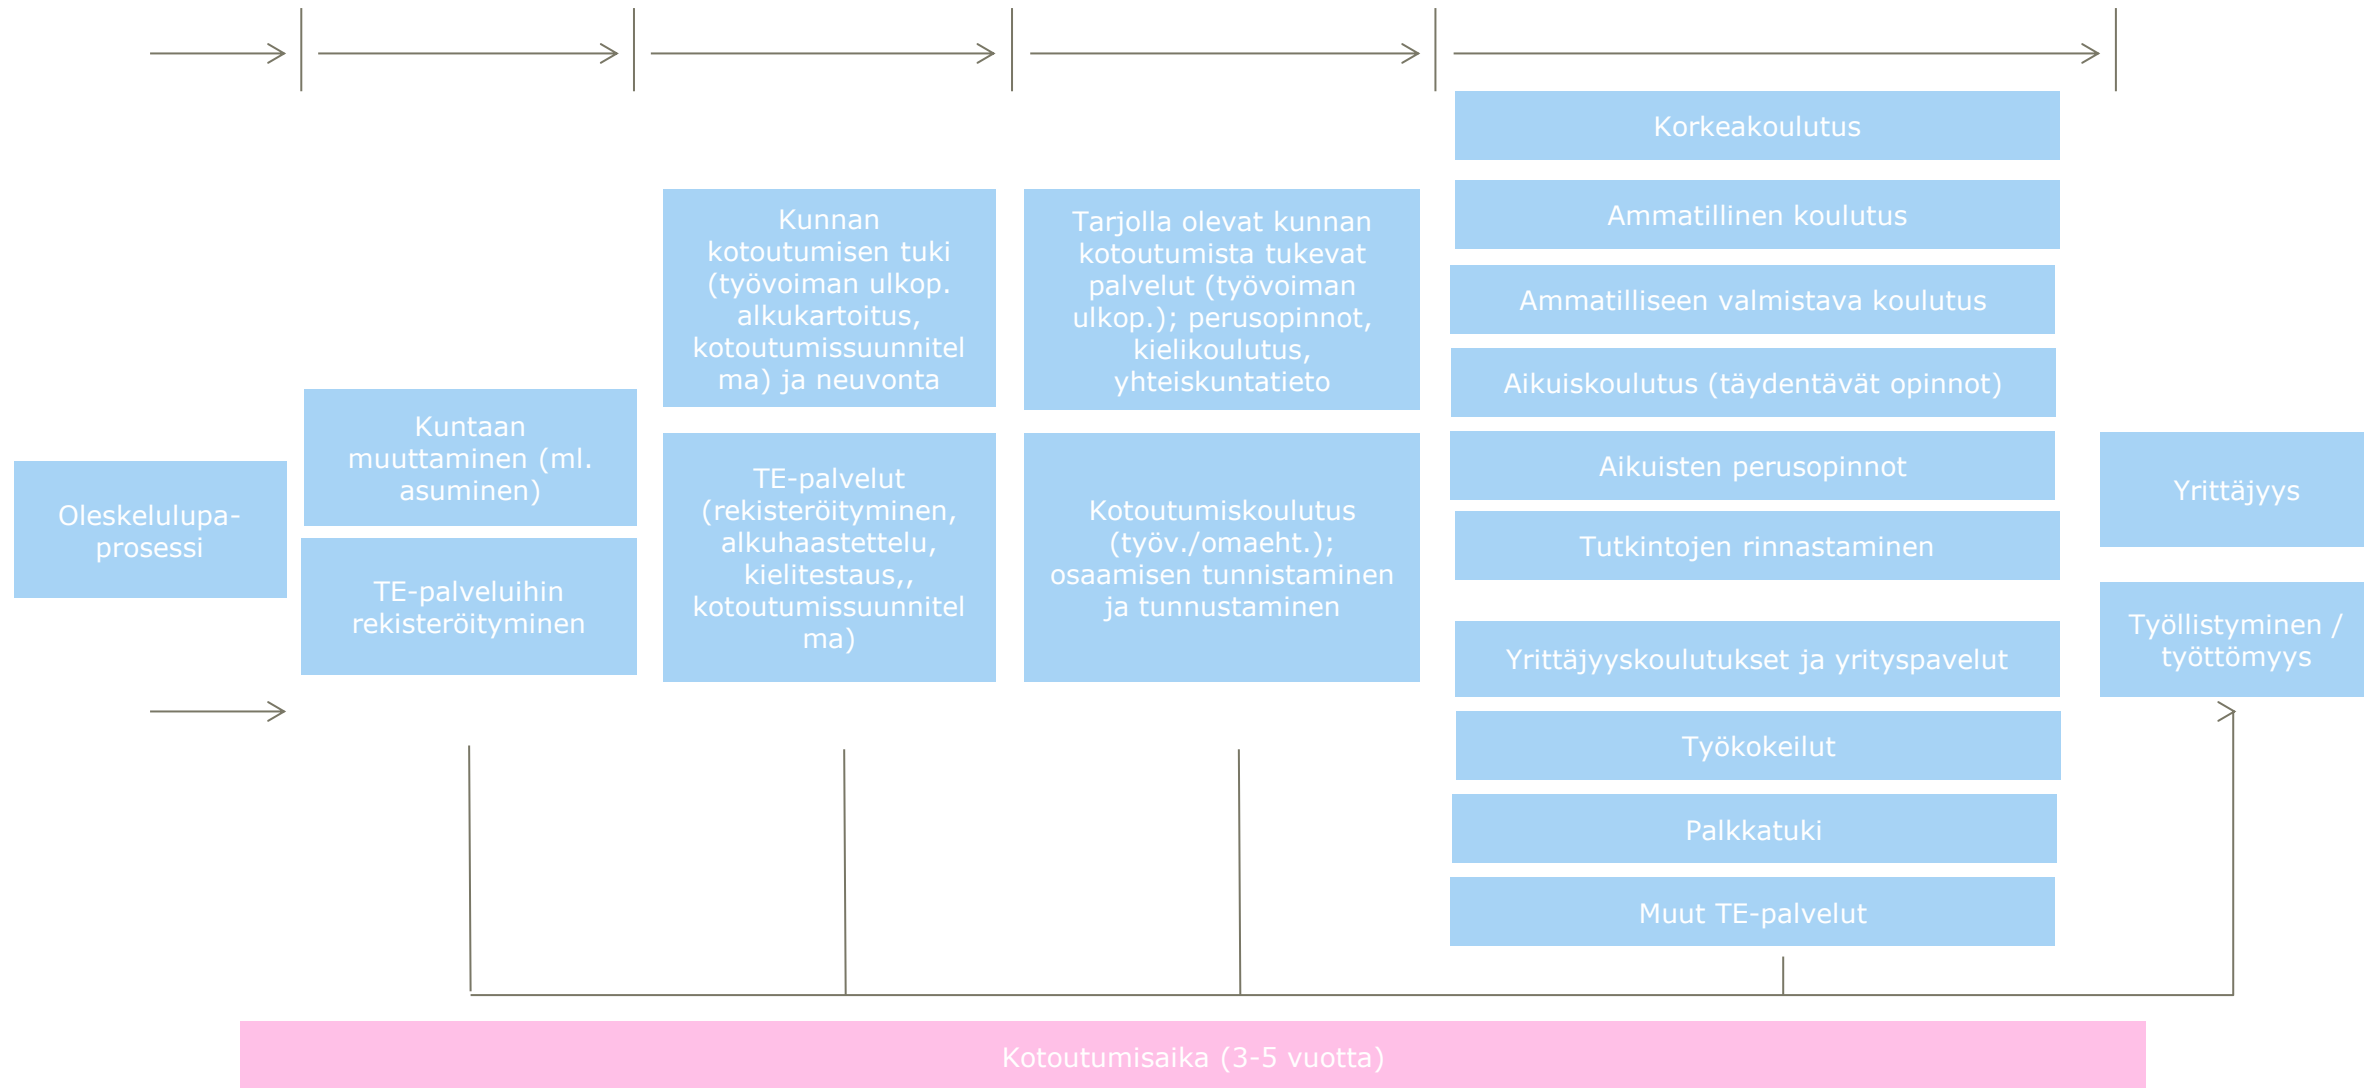 Oleskelulupa-
prosessi
Kuntaan
muuttaminen (ml.
asuminen)
TE-palveluihin
rekisteröityminen
Kunnan
kotoutumisen tuki
(työvoiman ulkop.
alkukartoitus,
kotoutumissuunnitel
ma) ja neuvonta
TE-palvelut
(rekisteröityminen,
alkuhaastettelu,
kielitestaus,,
kotoutumissuunnitel
ma)
Tarjolla olevat kunnan
kotoutumista tukevat
palvelut (työvoiman
ulkop.); perusopinnot,
kielikoulutus,
yhteiskuntatieto
Kotoutumiskoulutus
(työv./omaeht.);
osaamisen tunnistaminen
ja tunnustaminen
Korkeakoulutus
Ammatillinen koulutus
Ammatilliseen valmistava koulutus
Aikuiskoulutus (täydentävät opinnot)
Aikuisten perusopinnot
Tutkintojen rinnastaminen
Yrittäjyyskoulutukset ja yrityspavelut
Työkokeilut
Palkkatuki
Muut TE-palvelut
Yrittäjyys
Työllistyminen /
työttömyys
Kotoutumisaika (3-5 vuotta)